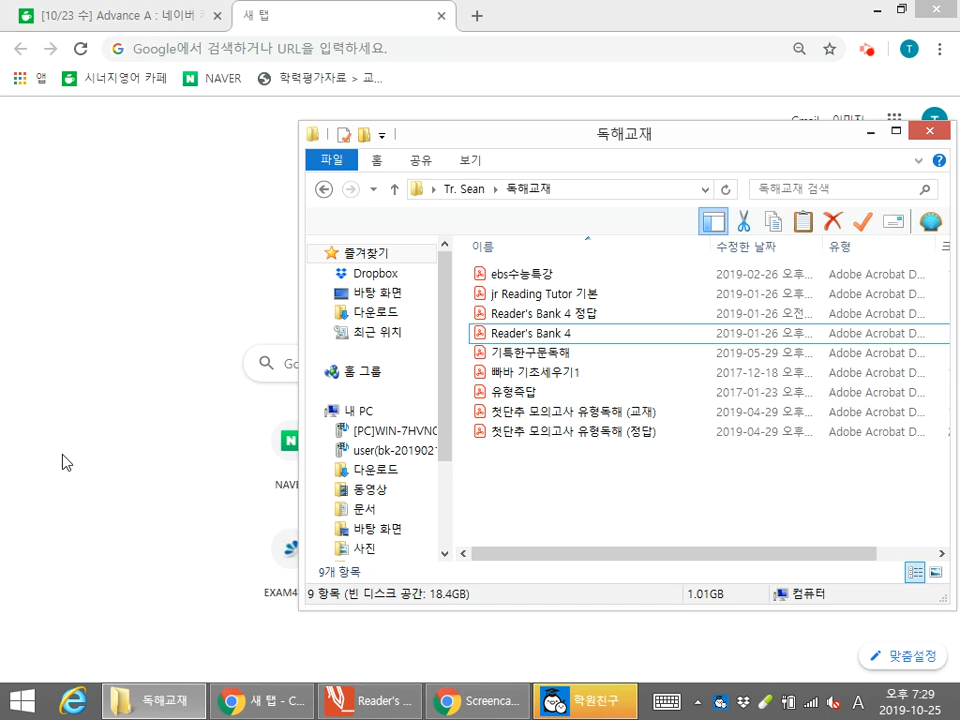 [10/23 수] Advance A : 네이버 카
새 탭
Google에서 검색하거나 URL을 입력하세요.
T
앱
시너지영어 카페
NAVER
학력평가자료 > 교...
Gmail
이미지
독해교재
파일
홈
공유
보기
Tr. Sean
독해교재
독해교재 검색
이름
수정한 날짜
유형
크
즐겨찾기
Dropbox
바탕 화면
다운로드
최근 위치
홈 그룹
내 PC
[PC]WIN-7HVNC
user(bk-201902
다운로드
동영상
문서
바탕 화면
사진
ebs수능특강 2019-02-26 오후... Adobe Acrobat D...
jr Reading Tutor 기본 2019-01-26 오후... Adobe Acrobat D...
Reader's Bank 4 정답 2019-01-26 오전... Adobe Acrobat D...
Reader's Bank 4 2019-01-26 오후... Adobe Acrobat D...
기특한구문독해 2019-05-29 오후... Adobe Acrobat D...
빠바 기초세우기1 2017-12-18 오후... Adobe Acrobat D...
유형즉답 2017-01-23 오후... Adobe Acrobat D...
첫단추 모의고사 유형독해 (교재) 2019-04-29 오후... Adobe Acrobat D...
첫단추 모의고사 유형독해 (정답) 2019-04-29 오후... Adobe Acrobat D...
9개 항목
9 항목 (빈 디스크 공간: 18.4GB)
1.01GB
컴퓨터
Go
N
NAVE
EXAM4
맞춤설정
독해교재
새 탭 - C...
Reader's ...
Screenca...
학원친구
A
오후 7:29
2019-10-25